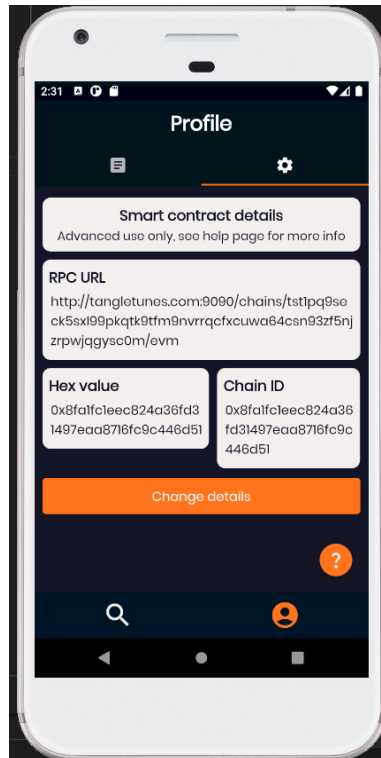 2:31
Profile
Smart contract details
Advanced use only, see help page for more info
RPC URL
http://tangletunes.com:9090/chains/tst1pq9se
ck5sxl99pkqtk9tfm9nvrrqcfxcuwa64csn93zf5nj
zrpwjqgysc0m/evm
Hex value
0x8fa1fc1eec824a36fd3
1497eaa8716fc9c446d51
Chain ID
0x8fa1fc1eec824a36
fd31497eaa8716fc9c
446d51
Change details
?